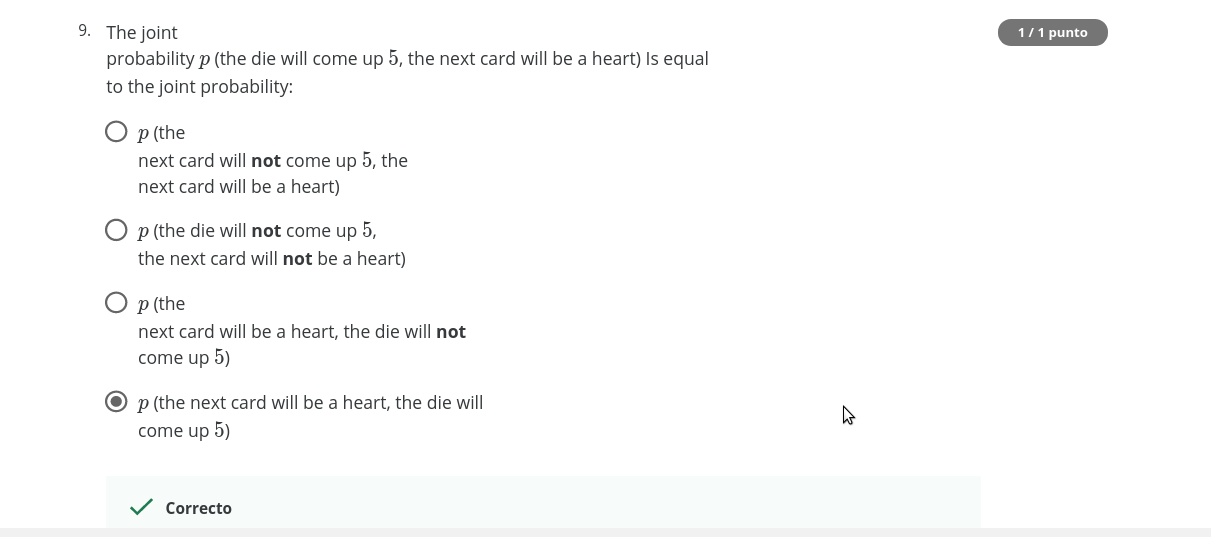 9. The joint
1 / 1 punto
probability p (the die will come up 5, the next card will be a heart) Is equal
to the joint probability:
p (the
next card will not come up 5, the
next card will be a heart)
p (the die will not come up 5,
the next card will not be a heart)
p (the
next card will be a heart, the die will not
come up 5)
p (the next card will be a heart, the die will
come up 5)
Correcto